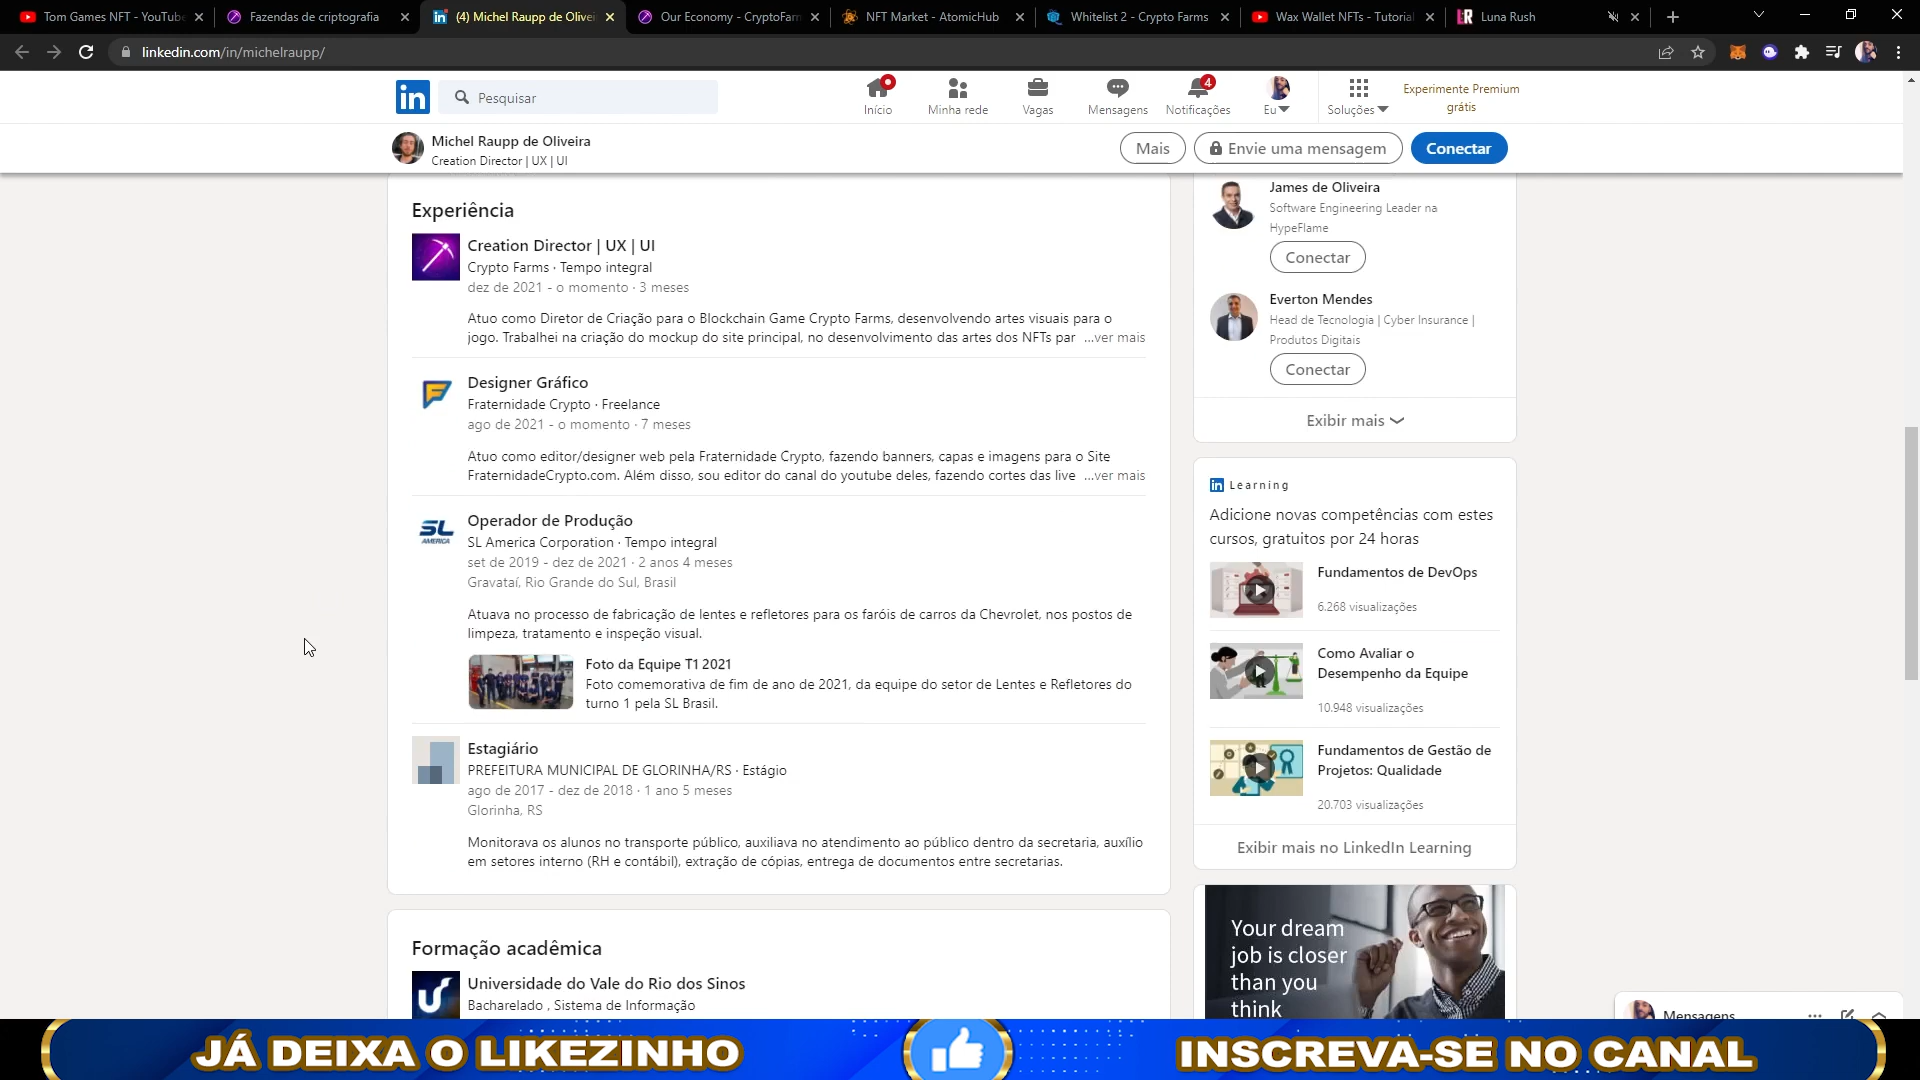 Tom Games NFT - YouTube
Fazendas de criptografia
(4) Michel Raupp de Olivei
Our Economy - CryptoFam
NFT Market - AtomicHub
Whitelist 2 - Crypto Farms
Wax Wallet NFTs - Tutorial
Luna Rush
linkedin.com/in/michelraupp/
in
Pesquisar
Início
Minha rede
Vagas
Mensagens
4
Notificações
Eu
Soluções
Experimente Premium
grátis
Michel Raupp de Oliveira
Creation Director | UX | UI
Mais
Envie uma mensagem
Conectar
Experiência
Creation Director | UX | UI
Crypto Farms · Tempo integral
dez de 2021 - o momento · 3 meses
Atuo como Diretor de Criação para o Blockchain Game Crypto Farms, desenvolvendo artes visuais para o
jogo. Trabalhei na criação do mockup do site principal, no desenvolvimento das artes dos NFTs par ...ver mais
Designer Gráfico
Fraternidade Crypto · Freelance
ago de 2021 - o momento · 7 meses
Atuo como editor/designer web pela Fraternidade Crypto, fazendo banners, capas e imagens para o Site
FraternidadeCrypto.com. Além disso, sou editor do canal do youtube deles, fazendo cortes das live ...ver mais
SL
AMERICA
Operador de Produção
SL America Corporation · Tempo integral
set de 2019 - dez de 2021 · 2 anos 4 meses
Gravataí, Rio Grande do Sul, Brasil
Atuava no processo de fabricação de lentes e refletores para os faróis de carros da Chevrolet, nos postos de
limpeza, tratamento e inspeção visual.
Foto da Equipe T1 2021
Foto comemorativa de fim de ano de 2021, da equipe do setor de Lentes e Refletores do
turno 1 pela SL Brasil.
Estagiário
PREFEITURA MUNICIPAL DE GLORINHA/RS · Estágio
ago de 2017 - dez de 2018 · 1 ano 5 meses
Glorinha, RS
Monitorava os alunos no transporte público, auxiliava no atendimento ao público dentro da secretaria, auxílio
em setores interno (RH e contábil), extração de cópias, entrega de documentos entre secretarias.
Formação acadêmica
Universidade do Vale do Rio dos Sinos
Bacharelado , Sistema de Informação
James de Oliveira
Software Engineering Leader na
HypeFlame
Conectar
Everton Mendes
Head de Tecnologia | Cyber Insurance |
Produtos Digitais
Conectar
Exibir mais
in Learning
Adicione novas competências com estes
cursos, gratuitos por 24 horas
Fundamentos de DevOps
6.268 visualizações
Como Avaliar o
Desempenho da Equipe
10.948 visualizações
Fundamentos de Gestão de
Projetos: Qualidade
20.703 visualizações
Exibir mais no LinkedIn Learning
Your dream
job is closer
than you
think
Mensagens
JÁ DEIXA O LIKEZINHO
INSCREVA-SE NO CANAL